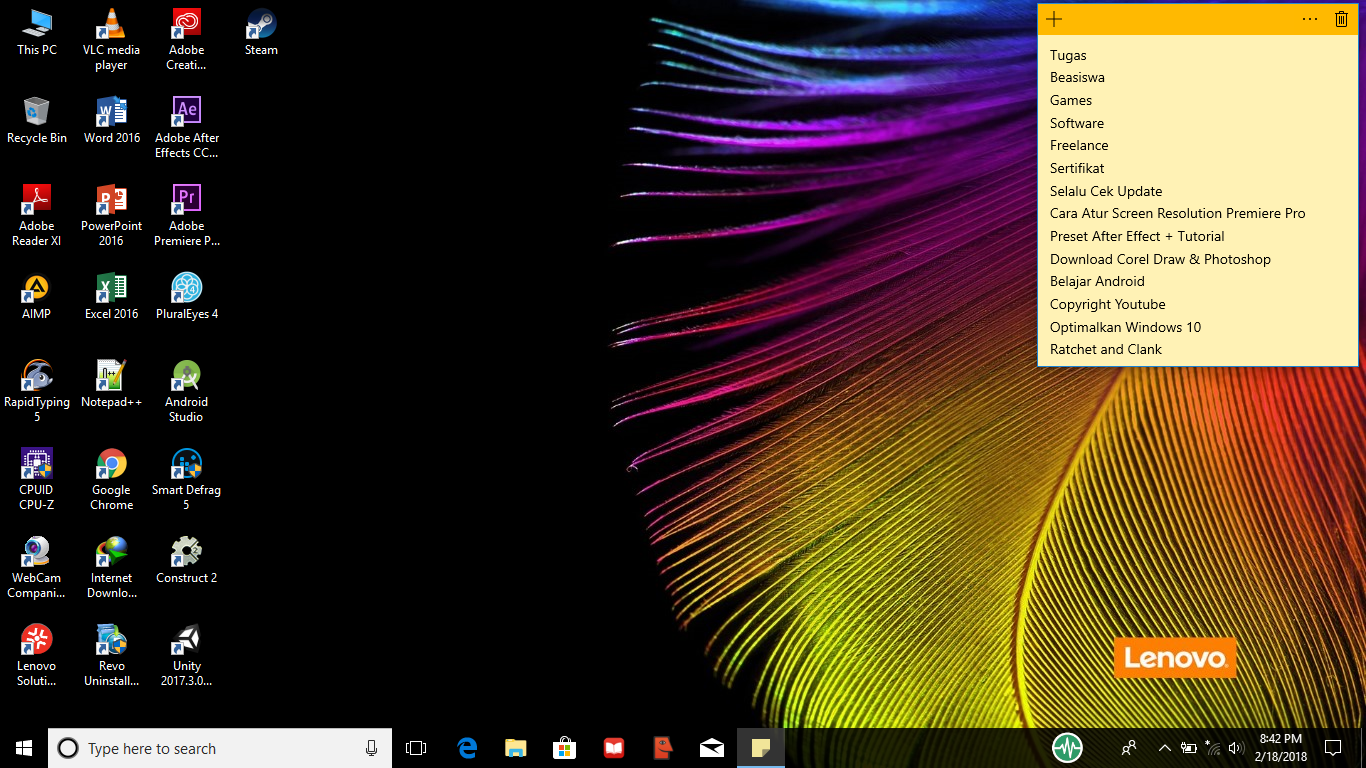 This PC
VLC media
player
Adobe
Creati...
Steam
Recycle Bin
Word 2016
Adobe After
Effects CC...
Adobe
Reader XI
PowerPoint
2016
Adobe
Premiere P...
AIMP
Excel 2016
PluralEyes 4
RapidTyping
5
Notepad++
Android
Studio
CPUID
CPU-Z
Google
Chrome
Smart Defrag
5
WebCam
Compani...
Internet
Downlo...
Construct 2
Lenovo
Soluti...
Revo
Uninstall...
Unity
2017.3.0...
Tugas
Beasiswa
Games
Software
Freelance
Sertifikat
Selalu Cek Update
Cara Atur Screen Resolution Premiere Pro
Preset After Effect + Tutorial
Download Corel Draw & Photoshop
Belajar Android
Copyright Youtube
Optimalkan Windows 10
Ratchet and Clank
Lenovo
Type here to search
8:42 PM
2/18/2018